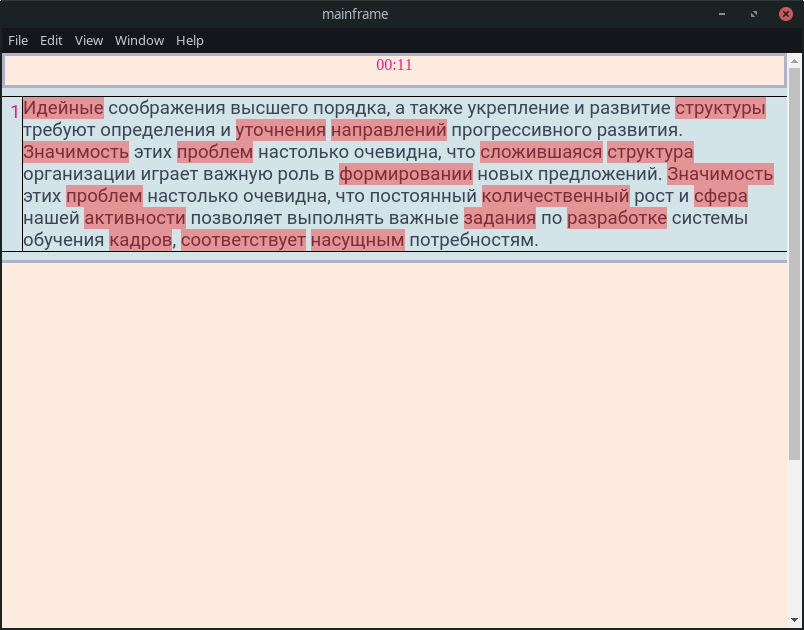 mainframe
File Edit View Window Help
00:11
1 Идейные соображения высшего порядка, а также укрепление и развитие структуры
требуют определения и уточнения направлений прогрессивного развития.
Значимость этих проблем настолько очевидна, что сложившаяся структура
организации играет важную роль в формировании новых предложений. Значимость
этих проблем настолько очевидна, что постоянный количественный рост и сфера
нашей активности позволяет выполнять важные задания по разработке системы
обучения кадров, соответствует насущным потребностям.